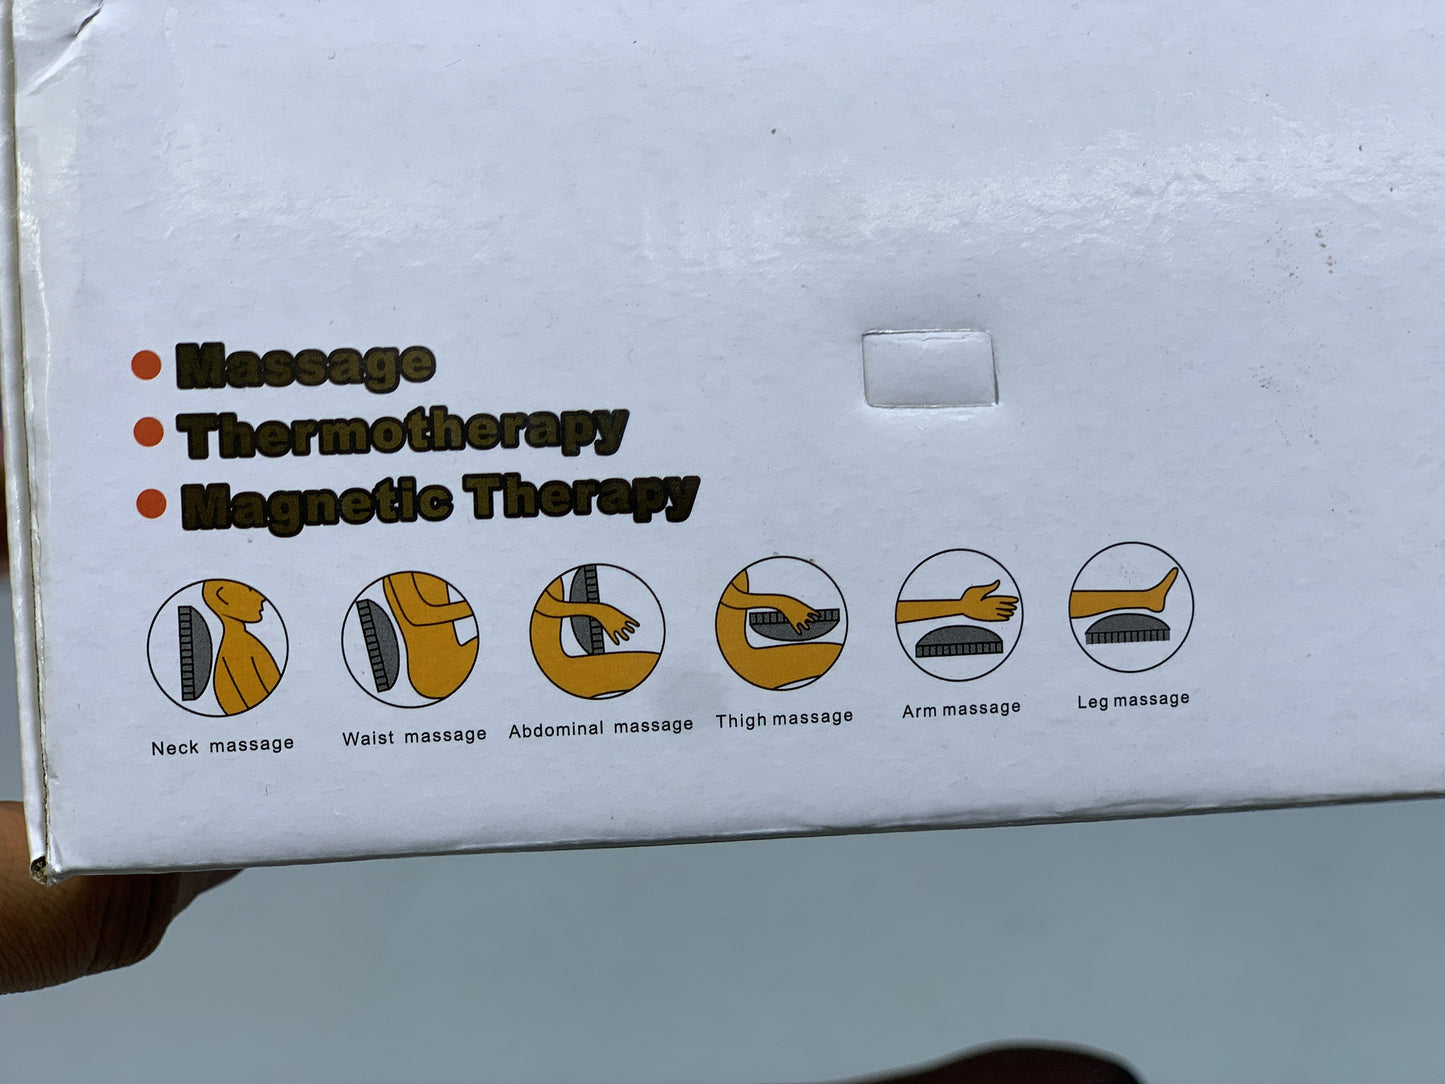 Massage
Thermotherapy
Magnetic Therapy
Neck massage
Waist massage
Abdominal massage
Thigh massage
Arm massage
Leg massage